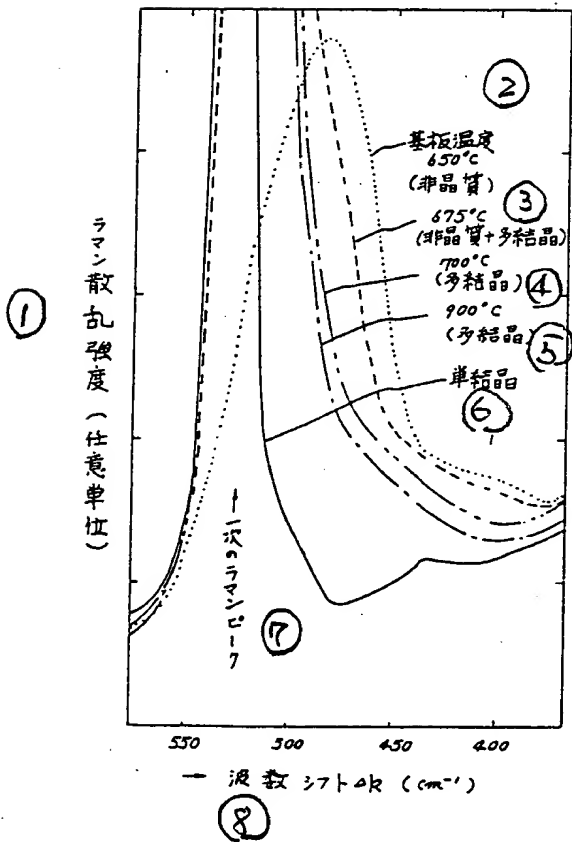 ②
基板温度
650°C
(非晶質)
③
675°C
(非晶質+多結晶)
700°C
(多結晶)
④
900°C
(多結晶)
⑤
単結晶
⑥
①
ラマン散乱強度(任意単位)
←一次のラマンピーク
⑦
550 500 450 400
→ 波数シフトΔk (cm⁻¹)
⑧